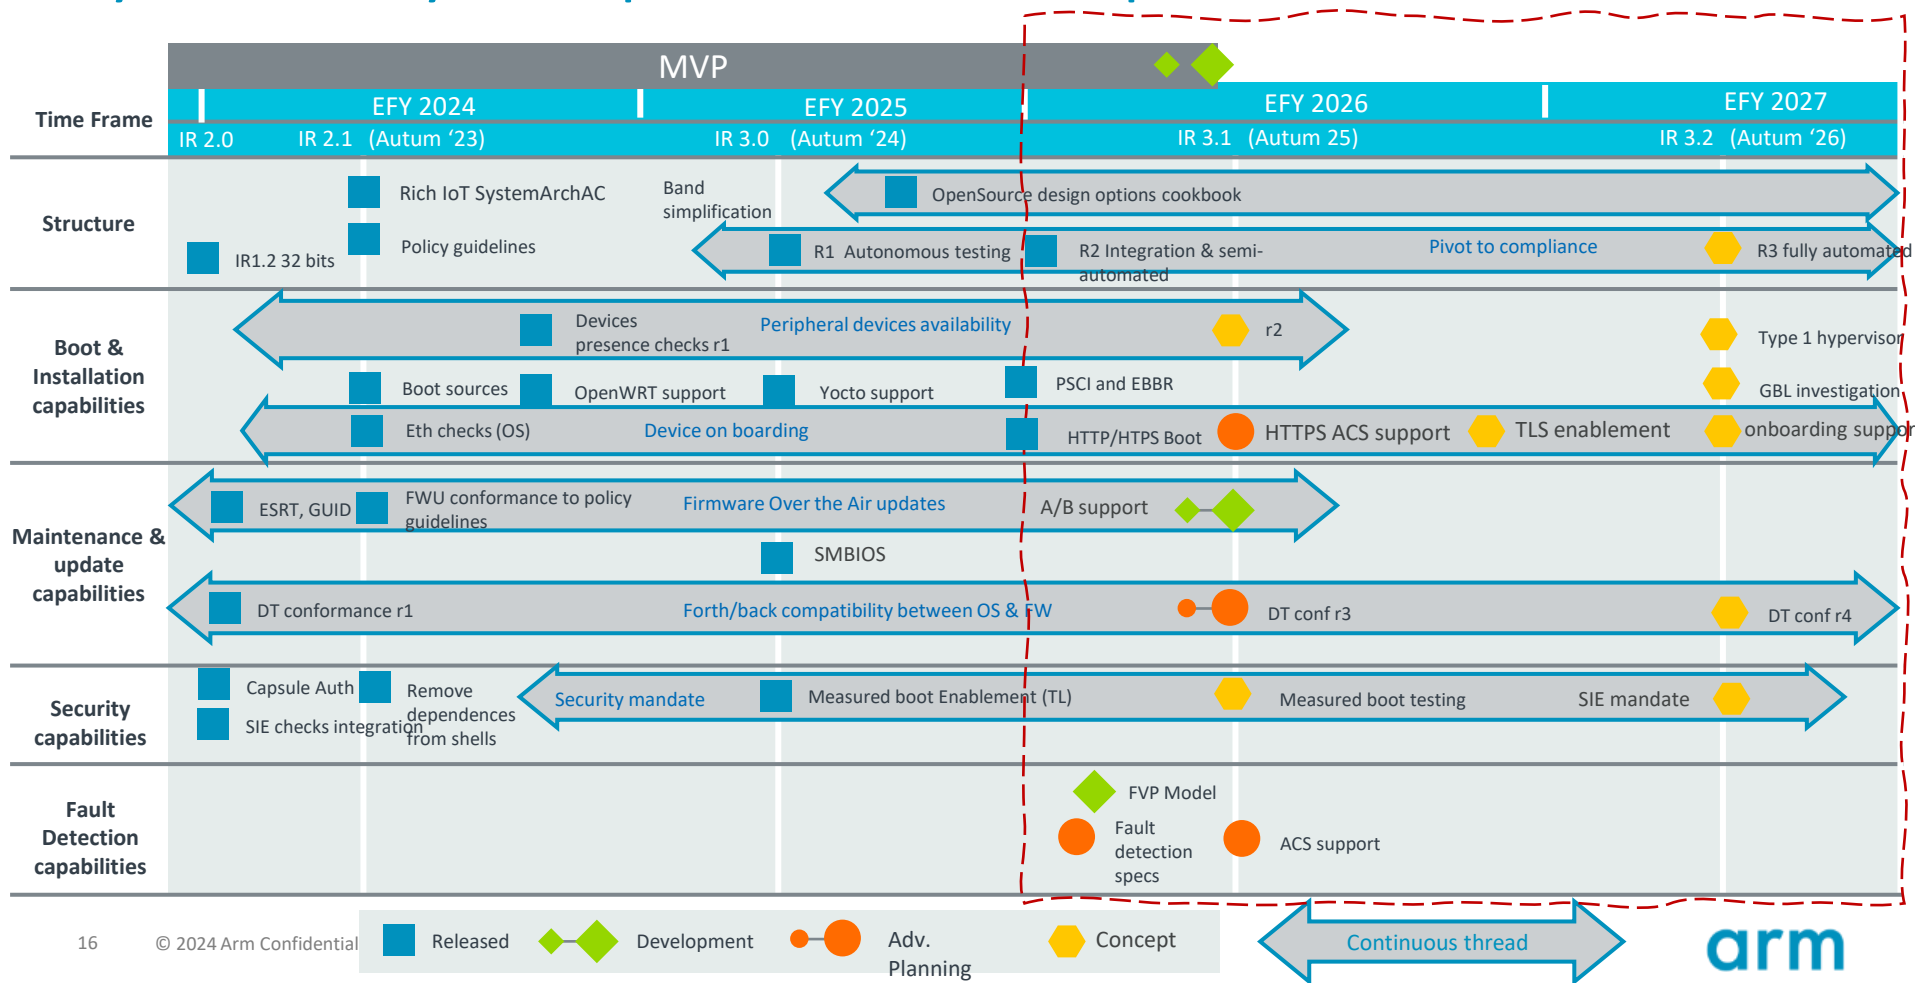 MVP
Time Frame
EFY 2024
EFY 2025
EFY 2026
EFY 2027
IR 2.0
IR 2.1 (Autum ‘23)
IR 3.0 (Autum ‘24)
IR 3.1 (Autum 25)
IR 3.2 (Autum ‘26)
Structure
Rich IoT SystemArchAC
Policy guidelines
IR1.2 32 bits
Band
simplification
OpenSource design options cookbook
R1 Autonomous testing
R2 Integration & semi-
automated
Pivot to compliance
R3 fully automated
Boot &
Installation
capabilities
Devices
presence checks r1
Peripheral devices availability
r2
Type 1 hypervisor
Boot sources
OpenWRT support
Yocto support
PSCI and EBBR
GBL investigation
Eth checks (OS)
Device on boarding
HTTP/HTPS Boot
HTTPS ACS support
TLS enablement
onboarding support
Maintenance &
update
capabilities
ESRT, GUID
FWU conformance to policy
guidelines
Firmware Over the Air updates
A/B support
SMBIOS
DT conformance r1
Forth/back compatibility between OS & FW
DT conf r3
DT conf r4
Security
capabilities
Capsule Auth
SIE checks integration
Remove
dependences
from shells
Security mandate
Measured boot Enablement (TL)
Measured boot testing
SIE mandate
Fault
Detection
capabilities
FVP Model
Fault
detection
specs
ACS support
16
© 2024 Arm Confidential
Released
Development
Adv.
Planning
Concept
Continuous thread
arm